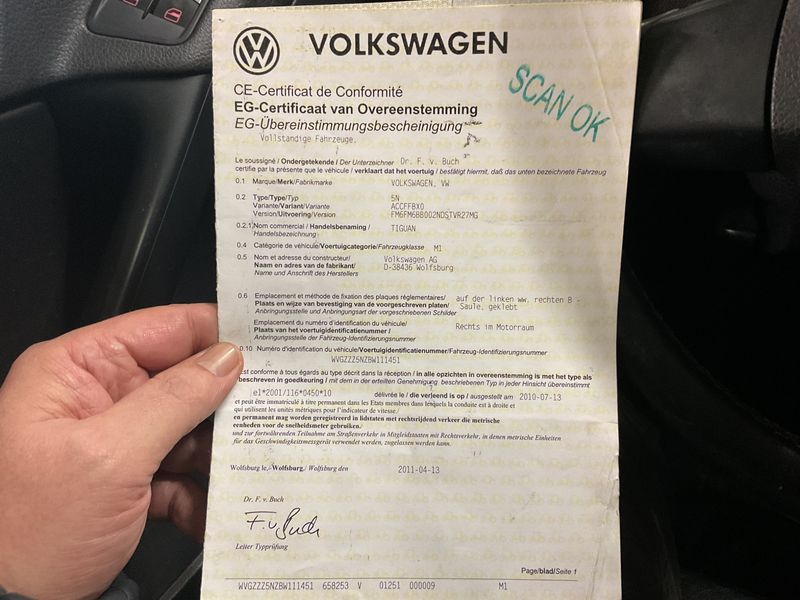 VOLKSWAGEN
SCAN OK
CE-Certificat de Conformité
EG-Certificaat van Overeenstemming
EG-Übereinstimmungsbescheinigung
Vollständige Fahrzeuge.
Le soussigné / Ondergetekende / Der Unterzeichner Dr. F. v. Buch
certifie par la présente que le véhicule / verklaart dat het voertuig / bestätigt hiermit, daß das unten bezeichnete Fahrzeug
0.1 Marque/Merk/Fabrikmarke VOLKSWAGEN, VW
0.2 Type/Type/Typ 5N
Variante/Variant/Variante ACCFFBX0
Version/Uitvoering/Version FM6FM6BB002NDSTVR27MG
0.2.1 Nom commercial / Handelsbenaming / TIGUAN
Handelsbezeichnung
0.4 Catégorie de véhicule/Voertuigcategorie/Fahrzeugklasse M1
0.5 Nom et adresse du constructeur/ Volkswagen AG
Naam en adres van de fabrikant/ D-38436 Wolfsburg
Name und Anschrift des Herstellers
0.6 Emplacement et méthode de fixation des plaques réglementaires/ auf der linken ww. rechten B -
Plaats en wijze van bevestiging van de voorgeschreven platen/ Säule, geklebt
Anbringungsstelle und Anbringungsart der vorgeschriebenen Schilder
Emplacement du numéro d'identification du véhicule/ Rechts im Motorraum
Plaats van het voertuigidentificatienummer /
Anbringungsstelle der Fahrzeug-Identifizierungsnummer
0.10 Numéro d'identification du véhicule/Voertuigidentificatienummer/Fahrzeug-Identifizierungsnummer
WVGZZZ5NZBW111451
est conforme à tous égards au type décrit dans la réception / in alle opzichten in overeenstemming is met het type als
beschreven in goedkeuring / mit dem in der erteilten Genehmigung beschriebenen Typ in jeder Hinsicht übereinstimmt
e1*2001/116*0450*10 délivrée le / die verleend is op / ausgestellt am 2010-07-13
et peut être immatriculé à titre permanent dans les Etats membres dans lesquels la conduite est à droite et
qui utilisent les unités métriques pour l'indicateur de vitesse./
en permanent mag worden geregistreerd in lidstaten met rechtsrijdend verkeer die metrische
eenheden voor de snelheidsmeter gebruiken./
und zur fortwährenden Teilnahme am Straßenverkehr in Mitgliedstaaten mit Rechtsverkehr, in denen metrische Einheiten
für das Geschwindigkeitsmessgerät verwendet werden, zugelassen werden kann.
Wolfsburg le,/Wolfsburg,/ Wolfsburg den 2011-04-13
Dr. F. v. Buch
F. v. Buch
Leiter Typprüfung
Page/blad/Seite 1
WVGZZZ5NZBW111451 658253 V 01251 000009 M1